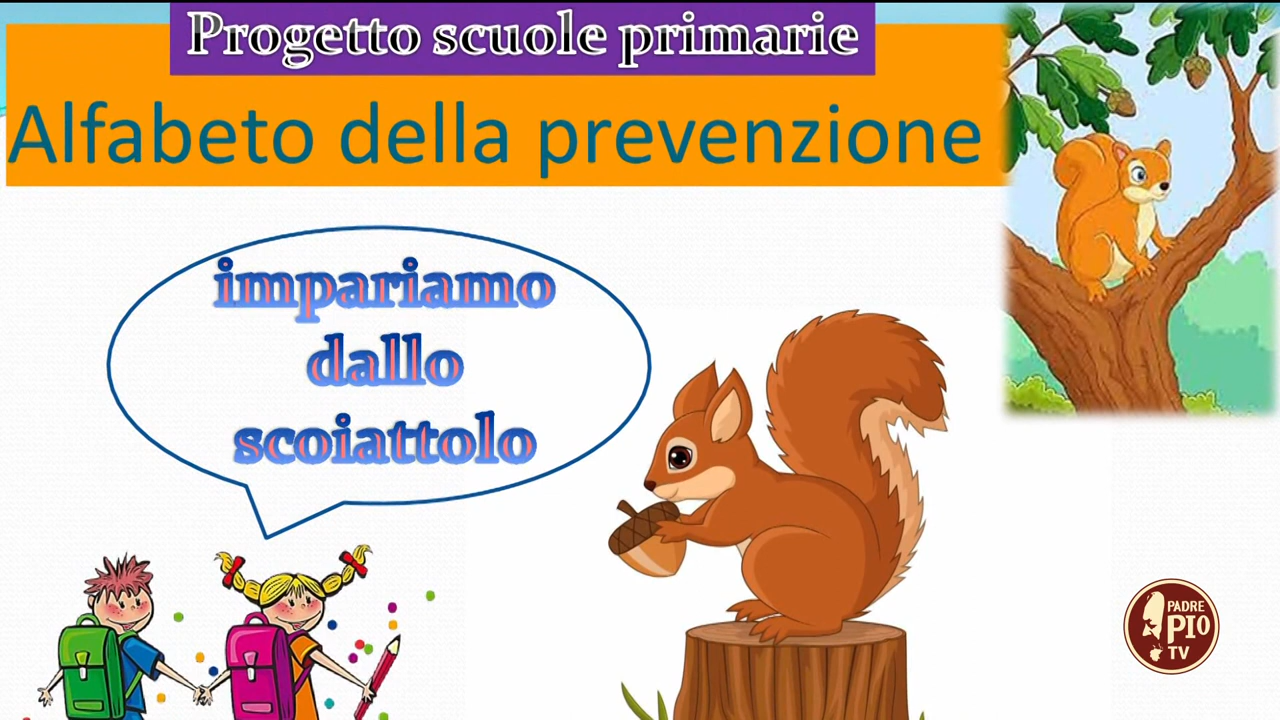 Progetto scuole primarie
Alfabeto della prevenzione
impariamo
dallo
scoiattolo
PADRE
PIO
TV